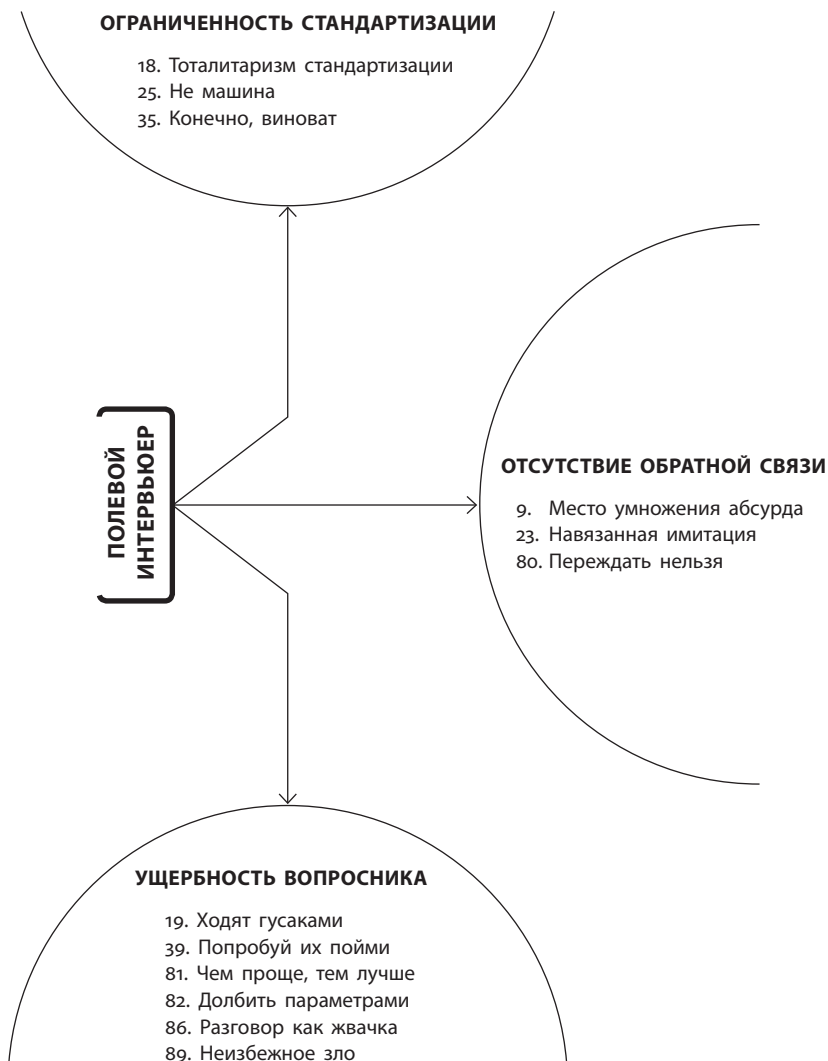 ОГРАНИЧЕННОСТЬ СТАНДАРТИЗАЦИИ
18. Тоталитаризм стандартизации
25. Не машина
35. Конечно, виноват
ПОЛЕВОЙ
ИНТЕРВЬЮЕР
ОТСУТСТВИЕ ОБРАТНОЙ СВЯЗИ
9. Место умножения абсурда
23. Навязанная имитация
80. Переждать нельзя
УЩЕРБНОСТЬ ВОПРОСНИКА
19. Ходят гусаками
39. Попробуй их пойми
81. Чем проще, тем лучше
82. Долбить параметрами
86. Разговор как жвачка
89. Неизбежное зло